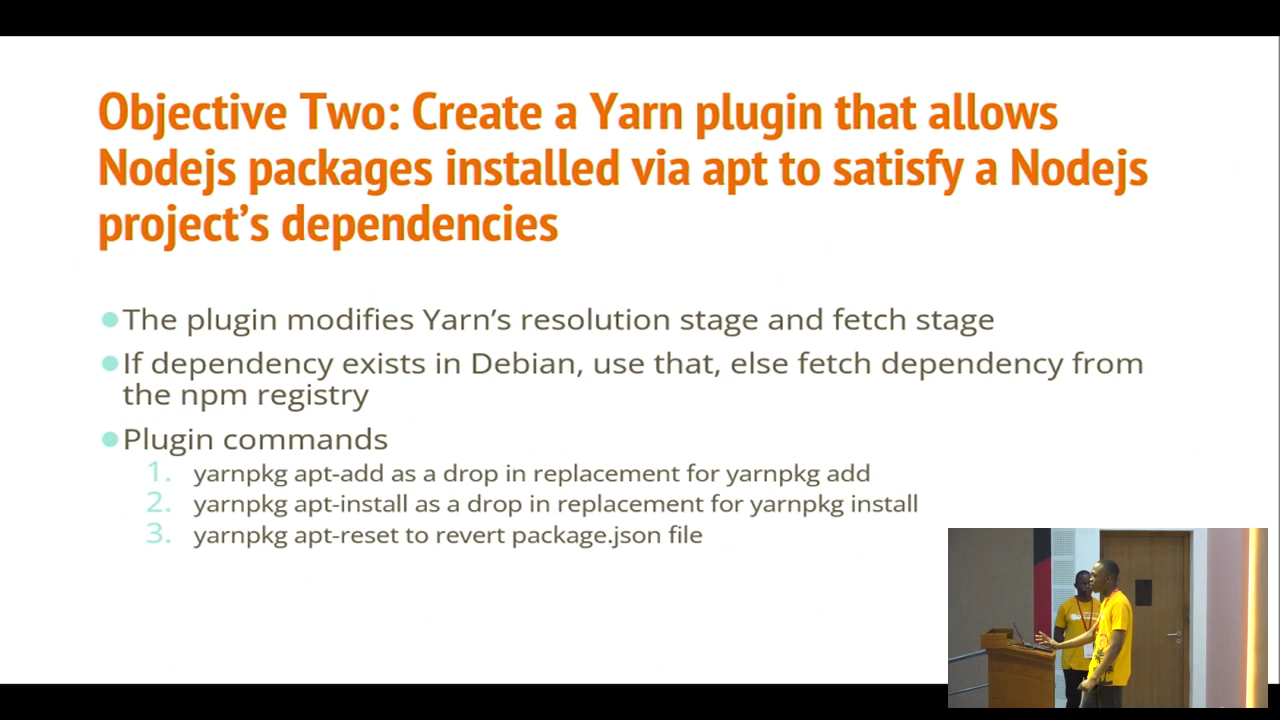 Objective Two: Create a Yarn plugin that allows
Nodejs packages installed via apt to satisfy a Nodejs
project’s dependencies
The plugin modifies Yarn’s resolution stage and fetch stage
If dependency exists in Debian, use that, else fetch dependency from
the npm registry
Plugin commands
1. yarnpkg apt-add as a drop in replacement for yarnpkg add
2. yarnpkg apt-install as a drop in replacement for yarnpkg install
3. yarnpkg apt-reset to revert package.json file